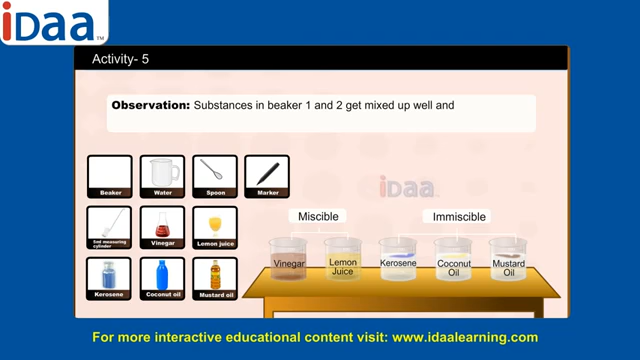 iDaa
TM
Activity- 5
Observation: Substances in beaker 1 and 2 get mixed up well and
Beaker
Water
Spoon
Marker
iDaa
5ml measuring
cylinder
Vinegar
Lemon juice
Miscible
Immiscible
Vinegar
Lemon
Juice
Kerosene
Coconut
Oil
Mustard
Oil
Kerosene
Coconut oil
Mustard oil
For more interactive educational content visit: www.idaalearning.com